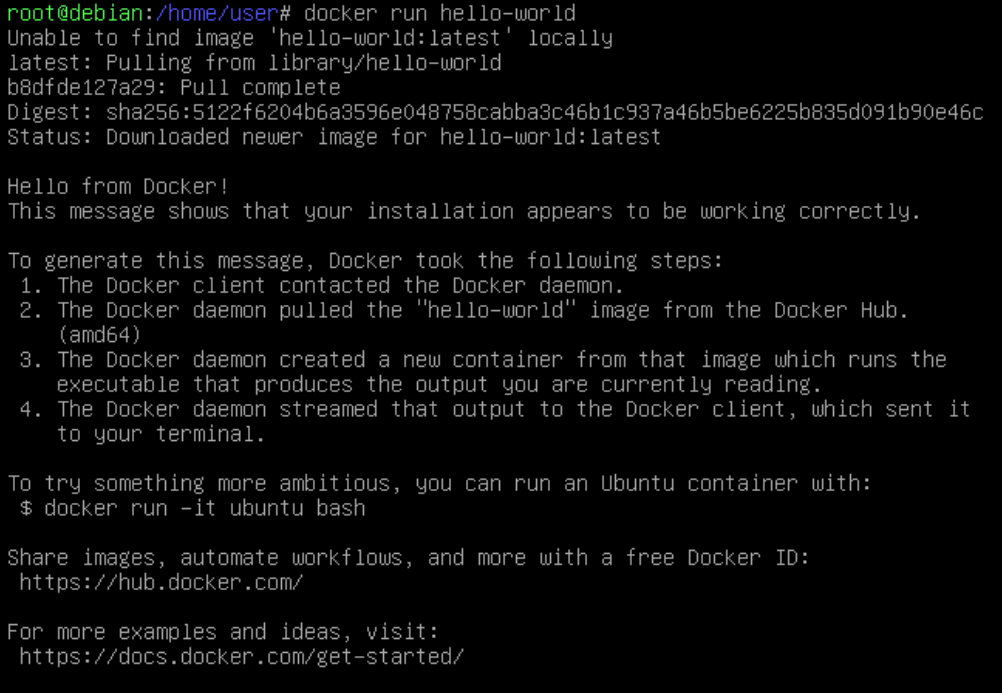 root@debian:/home/user# docker run hello-world
Unable to find image 'hello-world:latest' locally
latest: Pulling from library/hello-world
b8dfde127a29: Pull complete
Digest: sha256:5122f6204b6a3596e048758cabba3c46b1c937a46b5be6225b835d091b90e46c
Status: Downloaded newer image for hello-world:latest

Hello from Docker!
This message shows that your installation appears to be working correctly.

To generate this message, Docker took the following steps:
 1. The Docker client contacted the Docker daemon.
 2. The Docker daemon pulled the "hello-world" image from the Docker Hub.
    (amd64)
 3. The Docker daemon created a new container from that image which runs the
    executable that produces the output you are currently reading.
 4. The Docker daemon streamed that output to the Docker client, which sent it
    to your terminal.

To try something more ambitious, you can run an Ubuntu container with:
 $ docker run -it ubuntu bash

Share images, automate workflows, and more with a free Docker ID:
 https://hub.docker.com/

For more examples and ideas, visit:
 https://docs.docker.com/get-started/